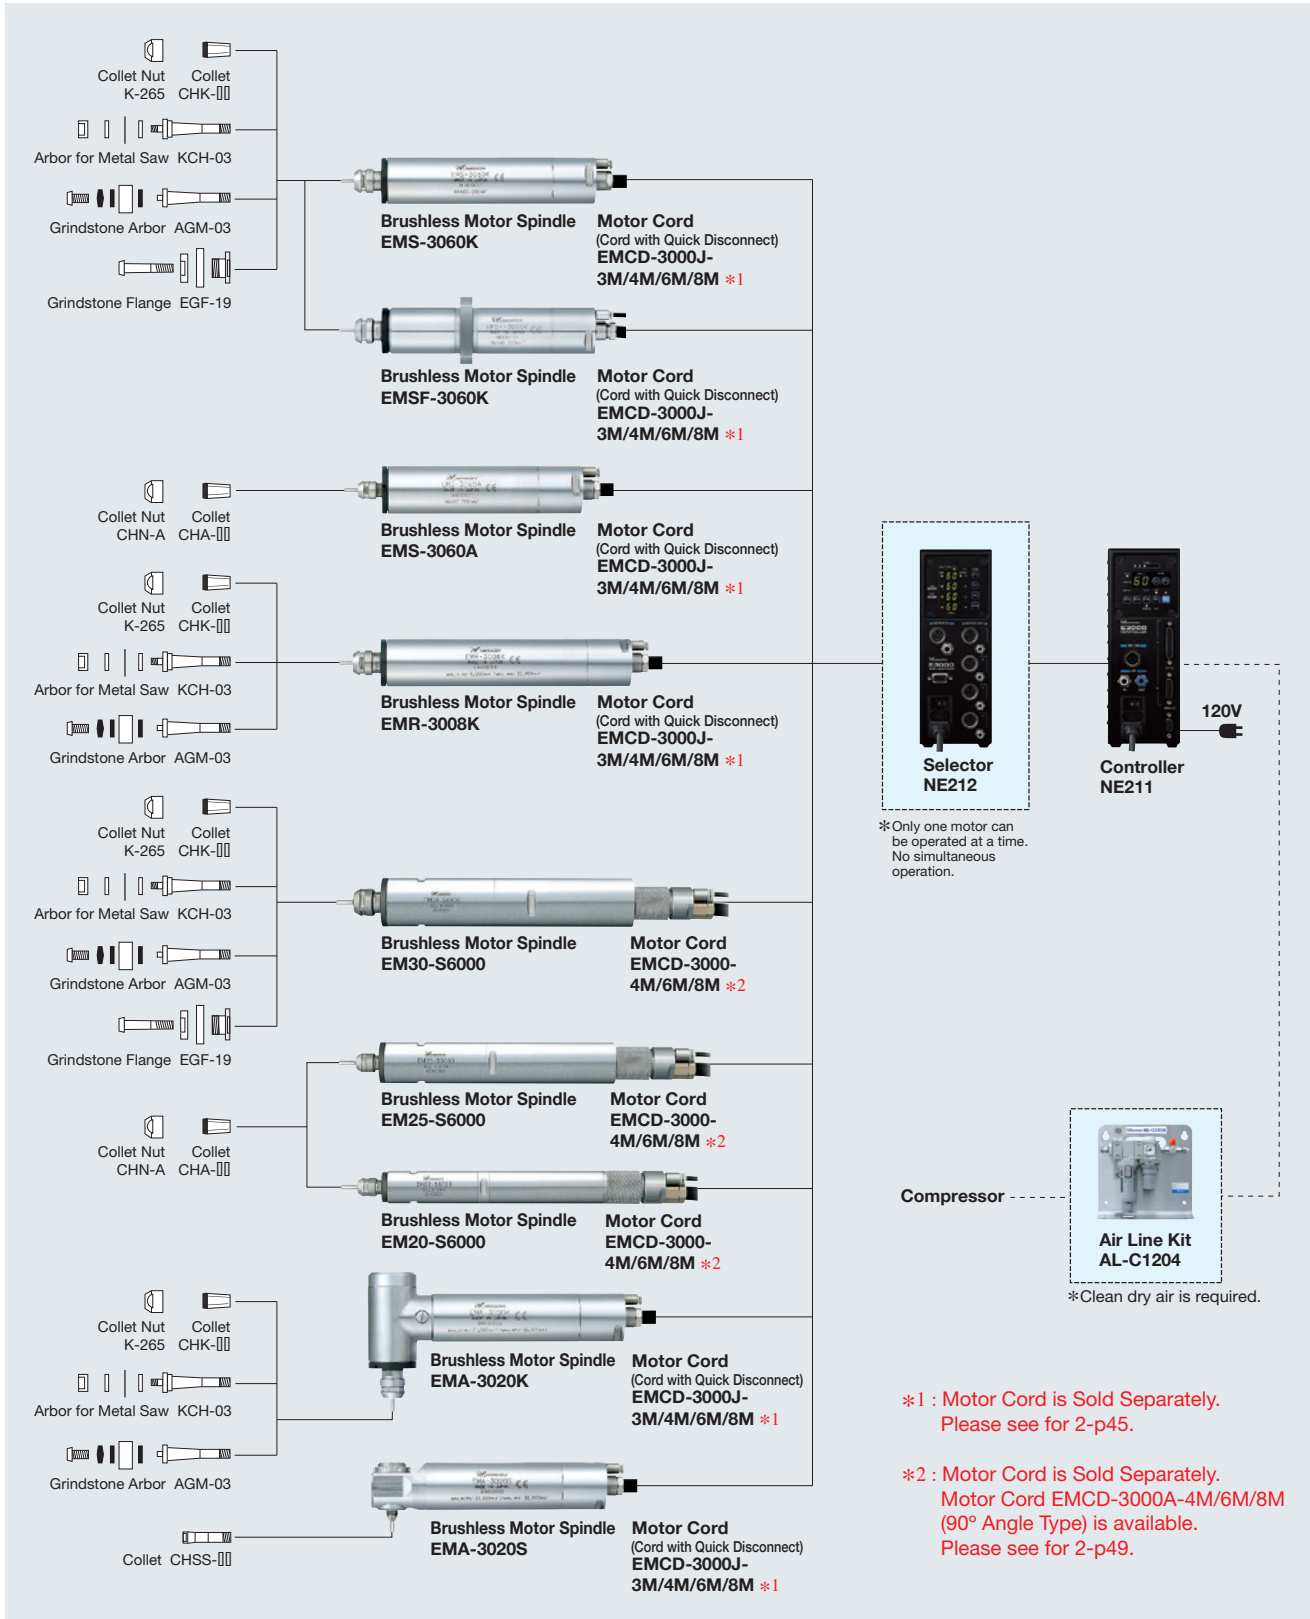 Collet Nut
K-265
Collet
CHK-▯▯
Arbor for Metal Saw KCH-03
Grindstone Arbor AGM-03
Grindstone Flange EGF-19
Brushless Motor Spindle
EMS-3060K
Motor Cord
(Cord with Quick Disconnect)
EMCD-3000J-
3M/4M/6M/8M *1
Brushless Motor Spindle
EMSF-3060K
Motor Cord
(Cord with Quick Disconnect)
EMCD-3000J-
3M/4M/6M/8M *1
Collet Nut
CHN-A
Collet
CHA-▯▯
Brushless Motor Spindle
EMS-3060A
Motor Cord
(Cord with Quick Disconnect)
EMCD-3000J-
3M/4M/6M/8M *1
Collet Nut
K-265
Collet
CHK-▯▯
Arbor for Metal Saw KCH-03
Grindstone Arbor AGM-03
Brushless Motor Spindle
EMR-3008K
Motor Cord
(Cord with Quick Disconnect)
EMCD-3000J-
3M/4M/6M/8M *1
E3000
Selector
NE212
*Only one motor can
be operated at a time.
No simultaneous
operation.
E3000
CONTROLLER
120V
Controller
NE211
Collet Nut
K-265
Collet
CHK-▯▯
Arbor for Metal Saw KCH-03
Grindstone Arbor AGM-03
Grindstone Flange EGF-19
Brushless Motor Spindle
EM30-S6000
Motor Cord
EMCD-3000-
4M/6M/8M *2
Brushless Motor Spindle
EM25-S6000
Motor Cord
EMCD-3000-
4M/6M/8M *2
Collet Nut
CHN-A
Collet
CHA-▯▯
Brushless Motor Spindle
EM20-S6000
Motor Cord
EMCD-3000-
4M/6M/8M *2
Compressor
Air Line Kit
AL-C1204
*Clean dry air is required.
Collet Nut
K-265
Collet
CHK-▯▯
Arbor for Metal Saw KCH-03
Grindstone Arbor AGM-03
Brushless Motor Spindle
EMA-3020K
Motor Cord
(Cord with Quick Disconnect)
EMCD-3000J-
3M/4M/6M/8M *1
Collet CHSS-▯▯
Brushless Motor Spindle
EMA-3020S
Motor Cord
(Cord with Quick Disconnect)
EMCD-3000J-
3M/4M/6M/8M *1
*1 : Motor Cord is Sold Separately.
Please see for 2-p45.
*2 : Motor Cord is Sold Separately.
Motor Cord EMCD-3000A-4M/6M/8M
(90º Angle Type) is available.
Please see for 2-p49.